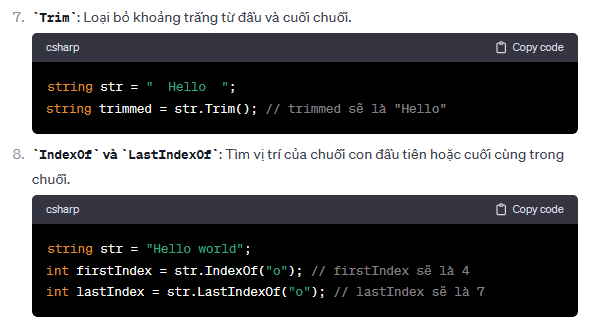 7. `Trim`: Loại bỏ khoảng trắng từ đầu và cuối chuỗi.
csharp Copy code
string str = "  Hello  ";
string trimmed = str.Trim(); // trimmed sẽ là "Hello"
8. `IndexOf` và `LastIndexOf`: Tìm vị trí của chuỗi con đầu tiên hoặc cuối cùng trong
chuỗi.
csharp Copy code
string str = "Hello world";
int firstIndex = str.IndexOf("o"); // firstIndex sẽ là 4
int lastIndex = str.LastIndexOf("o"); // lastIndex sẽ là 7